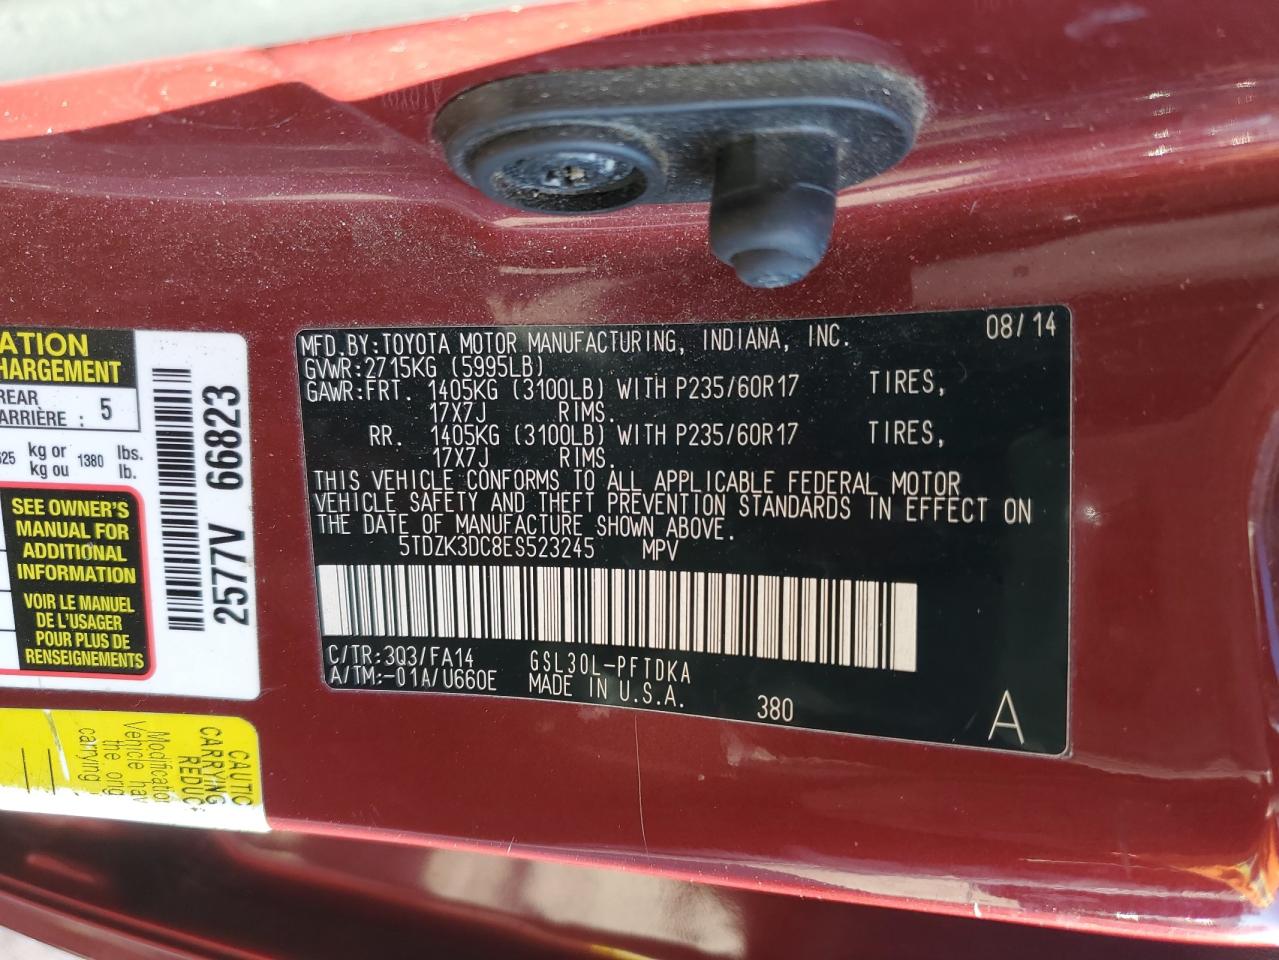 MFD.BY:TOYOTA MOTOR MANUFACTURING, INDIANA, INC. 08/14
GVWR:2715KG (5995LB)
GAWR:FRT. 1405KG (3100LB) WITH P235/60R17 TIRES,
17X7J RIMS.
RR. 1405KG (3100LB) WITH P235/60R17 TIRES,
17X7J RIMS.
THIS VEHICLE CONFORMS TO ALL APPLICABLE FEDERAL MOTOR
VEHICLE SAFETY AND THEFT PREVENTION STANDARDS IN EFFECT ON
THE DATE OF MANUFACTURE SHOWN ABOVE.
5TDZK3DC8ES523245 MPV
C/TR:3Q3/FA14 GSL30L-PFTDKA
A/TM:-01A/U660E MADE IN U.S.A.
380
A
ATION
HARGEMENT
REAR
ARRIÈRE : 5
625 kg or 1380 lbs.
kg ou lb.
SEE OWNER'S
MANUAL FOR
ADDITIONAL
INFORMATION
VOIR LE MANUEL
DE L'USAGER
POUR PLUS DE
RENSEIGNEMENTS
2577V 66823
CAUTIC
CARRYING
REDUC
Modification
Vehicle hav
the orig
carrying